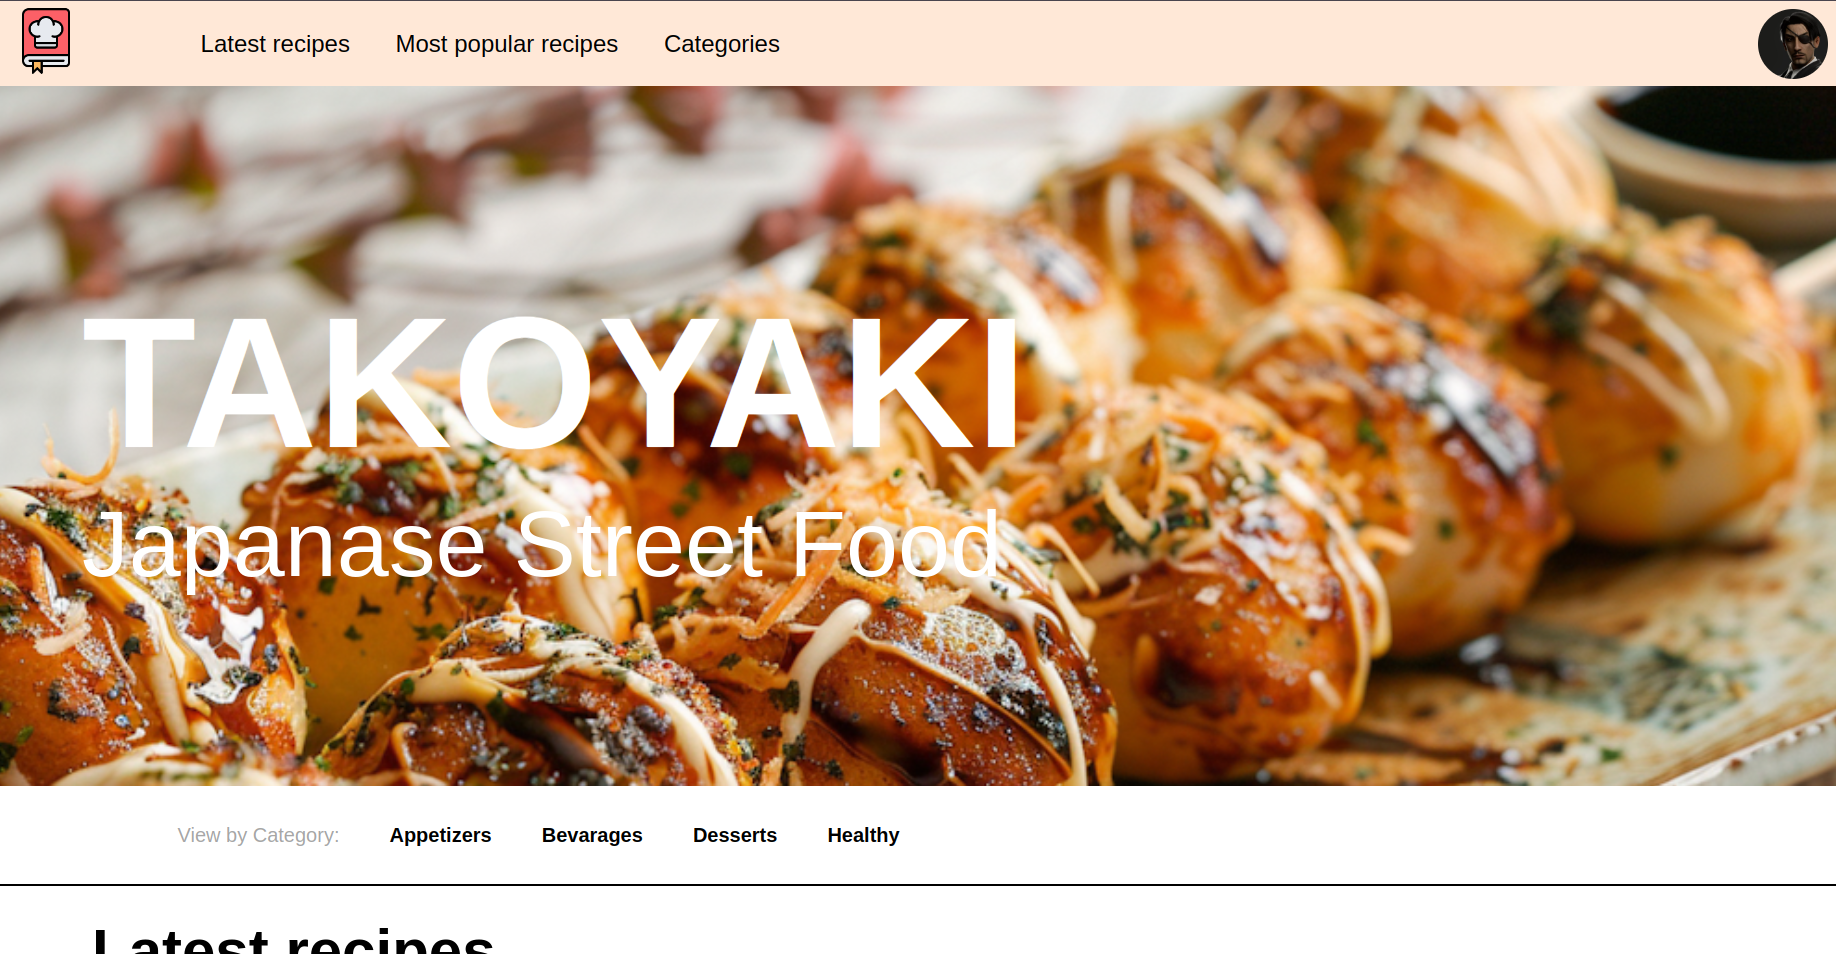 Latest recipes Most popular recipes Categories
TAKOYAKI
Japanase Street Food
View by Category: Appetizers Bevarages Desserts Healthy
Latest recipes